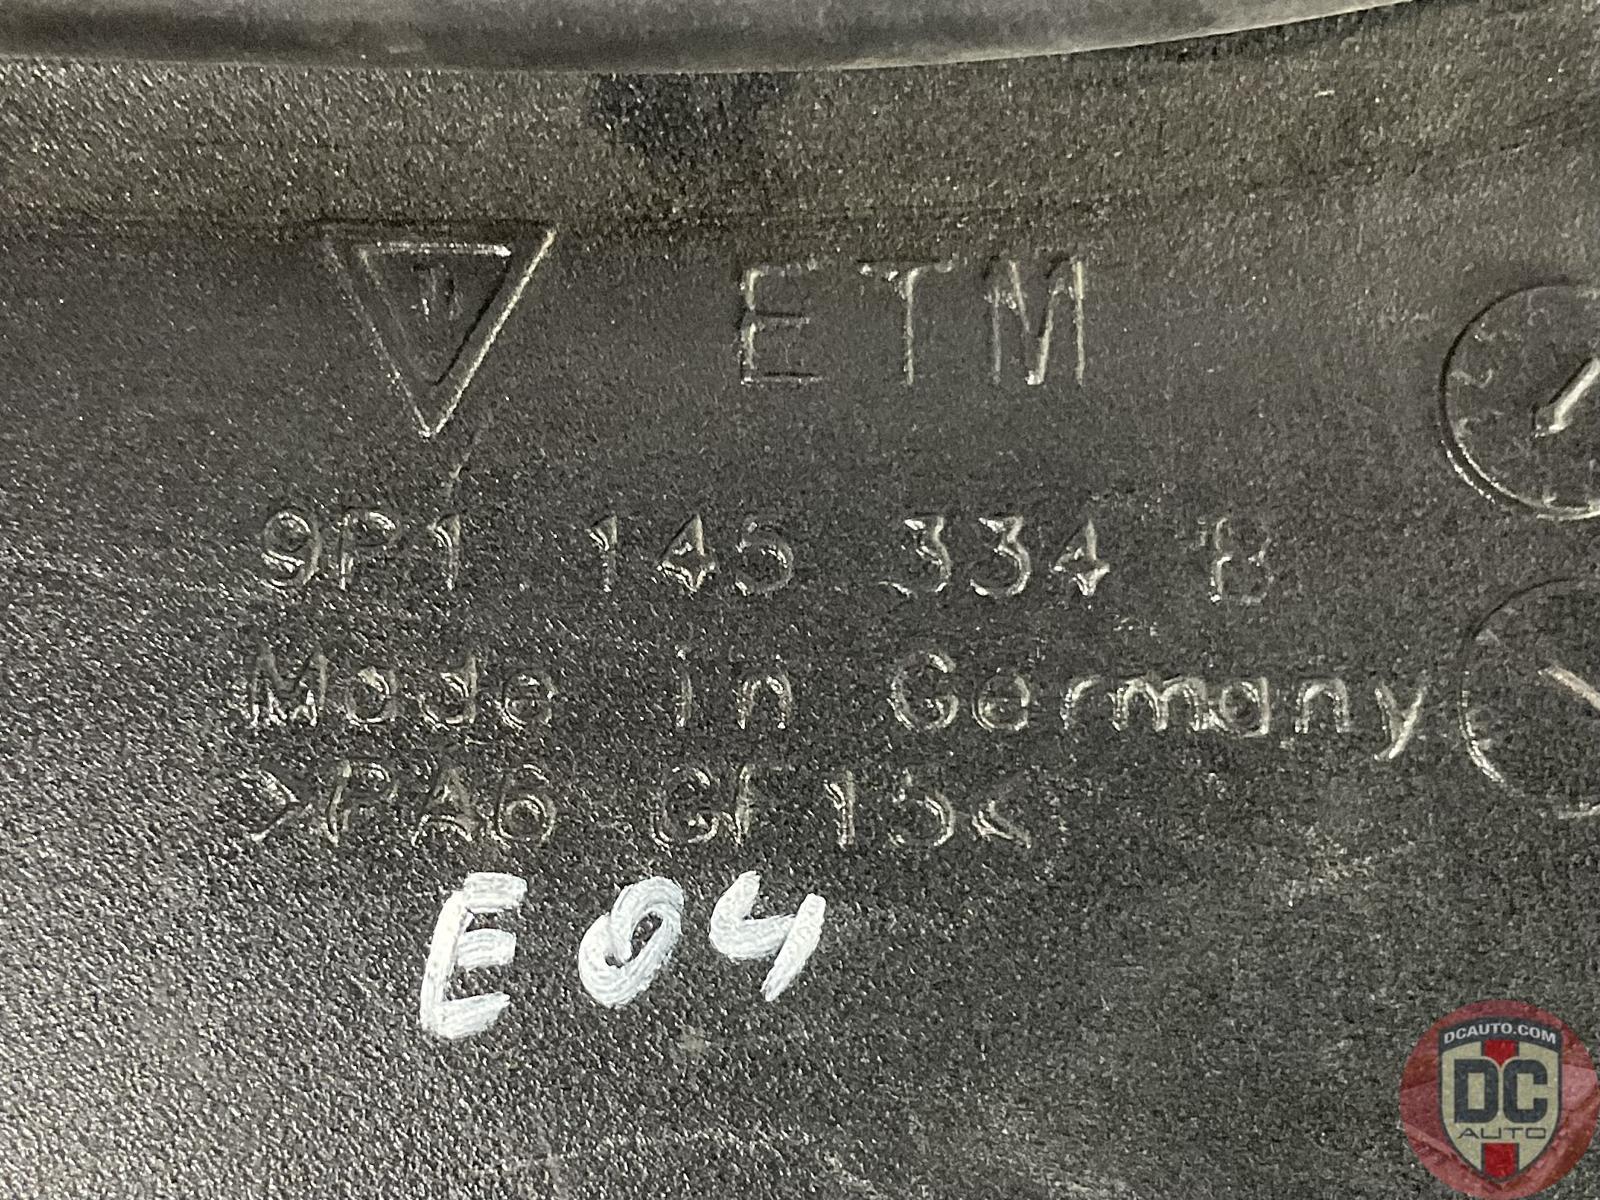 ETM
9P1 145 334 B
Made in Germany
>PA6 GF15<
E04
DCAUTO.COM
DC
AUTO